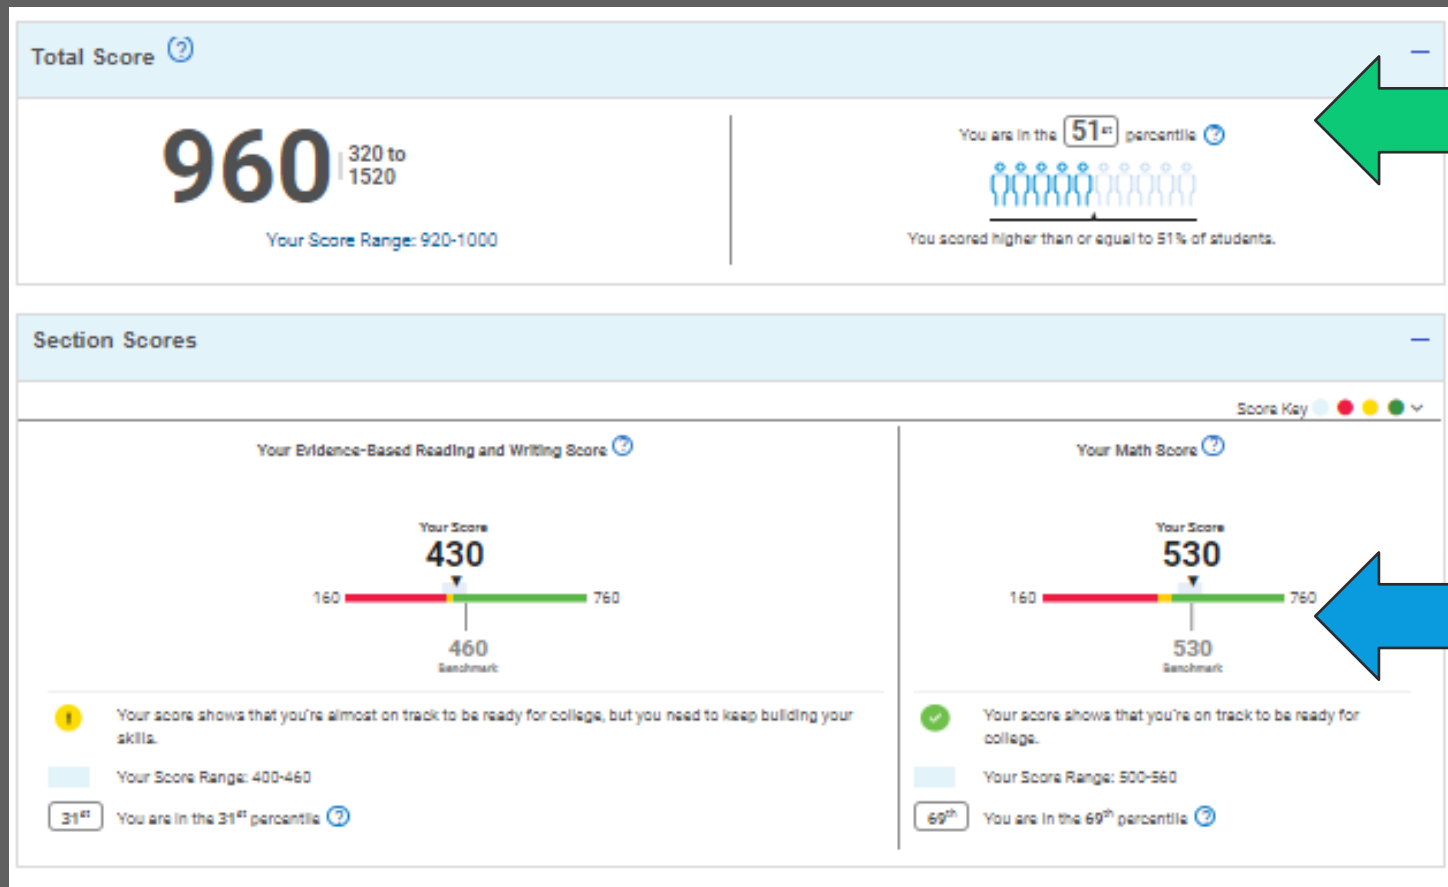 Total Score ?
960 320 to
1520
Your Score Range: 920-1000
You are in the 51st percentile ?
You scored higher than or equal to 51% of students.
Section Scores
Score Key
Your Evidence-Based Reading and Writing Score ?
Your Score
430
160 760
460
Benchmark
! Your score shows that you're almost on track to be ready for college, but you need to keep building your
skills.
Your Score Range: 400-460
31st You are in the 31st percentile ?
Your Math Score ?
Your Score
530
160 760
530
Benchmark
Your score shows that you're on track to be ready for
college.
Your Score Range: 500-560
69th You are in the 69th percentile ?